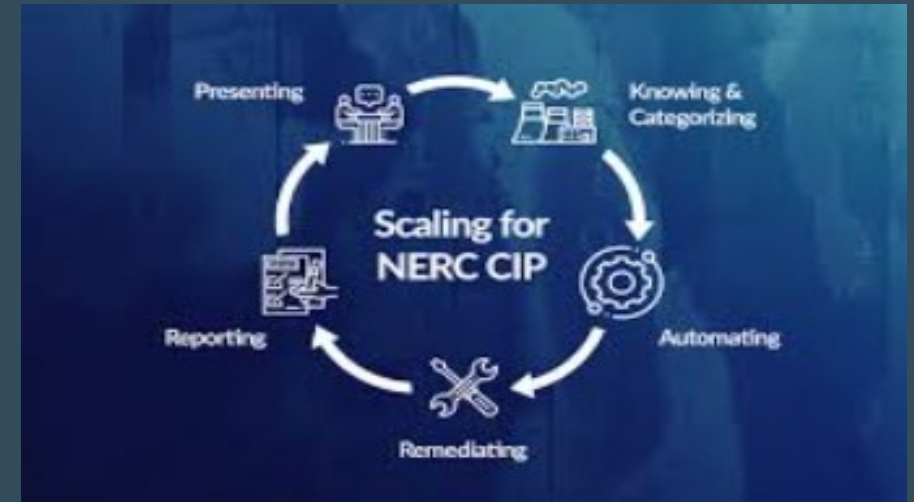 Presenting
Knowing &
Categorizing
Scaling for
NERC CIP
Reporting
Automating
Remediating